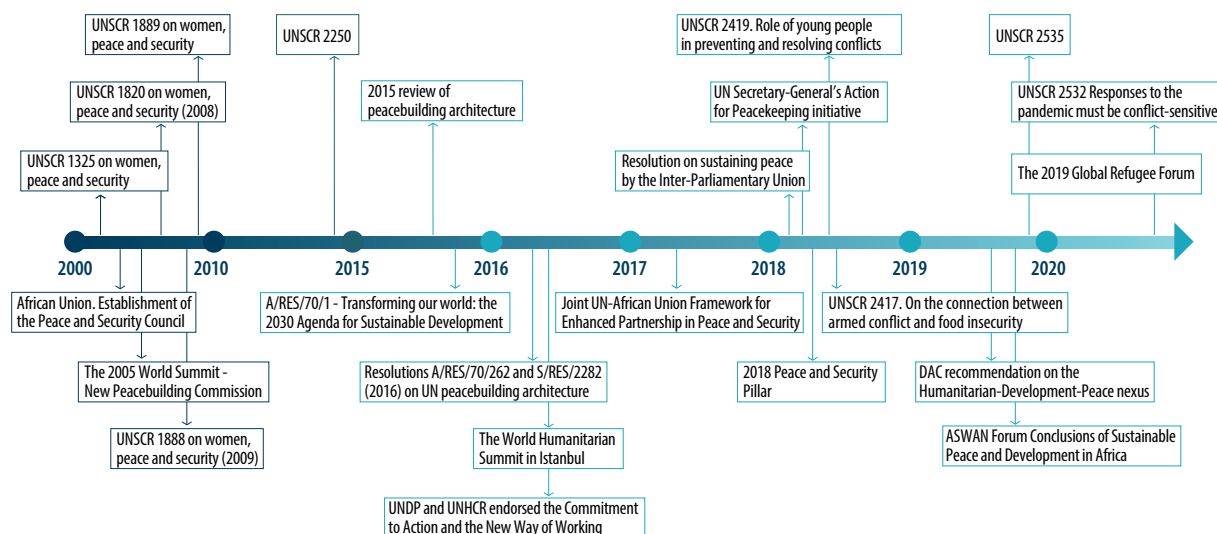 UNSCR 1889 on women,
peace and security
UNSCR 1820 on women,
peace and security (2008)
UNSCR 1325 on women,
peace and security
UNSCR 2250
2015 review of
peacebuilding architecture
UNSCR 2419. Role of young people
in preventing and resolving conflicts
UN Secretary-General's Action
for Peacekeeping initiative
Resolution on sustaining peace
by the Inter-Parliamentary Union
UNSCR 2535
UNSCR 2532 Responses to the
pandemic must be conflict-sensitive
The 2019 Global Refugee Forum
2000
2010
2015
2016
2017
2018
2019
2020
African Union. Establishment of
the Peace and Security Council
The 2005 World Summit -
New Peacebuilding Commission
UNSCR 1888 on women,
peace and security (2009)
A/RES/70/1 - Transforming our world: the
2030 Agenda for Sustainable Development
Resolutions A/RES/70/262 and S/RES/2282
(2016) on UN peacebuilding architecture
The World Humanitarian
Summit in Istanbul
UNDP and UNHCR endorsed the Commitment
to Action and the New Way of Working
Joint UN-African Union Framework for
Enhanced Partnership in Peace and Security
2018 Peace and Security
Pillar
UNSCR 2417. On the connection between
armed conflict and food insecurity
DAC recommendation on the
Humanitarian-Development-Peace nexus
ASWAN Forum Conclusions of Sustainable
Peace and Development in Africa